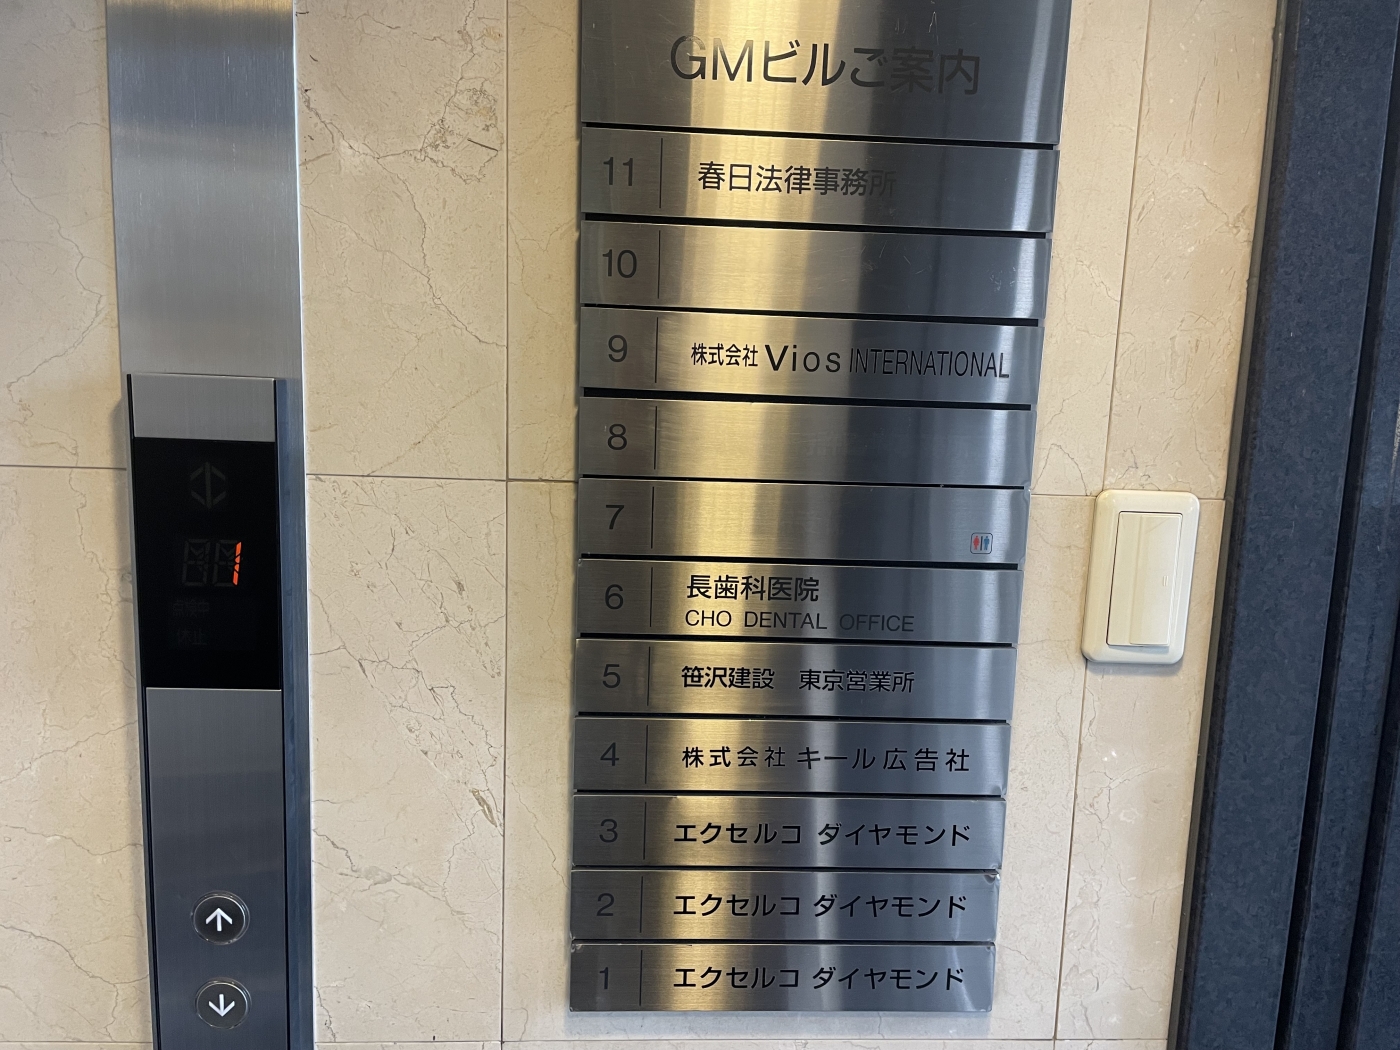 GMビルご案内
11 春日法律事務所
10
9 株式会社 Vios INTERNATIONAL
8
7
6 長歯科医院
CHO DENTAL OFFICE
5 笹沢建設 東京営業所
4 株式会社 キール広告社
3 エクセルコ ダイヤモンド
2 エクセルコ ダイヤモンド
1 エクセルコ ダイヤモンド
1
休止